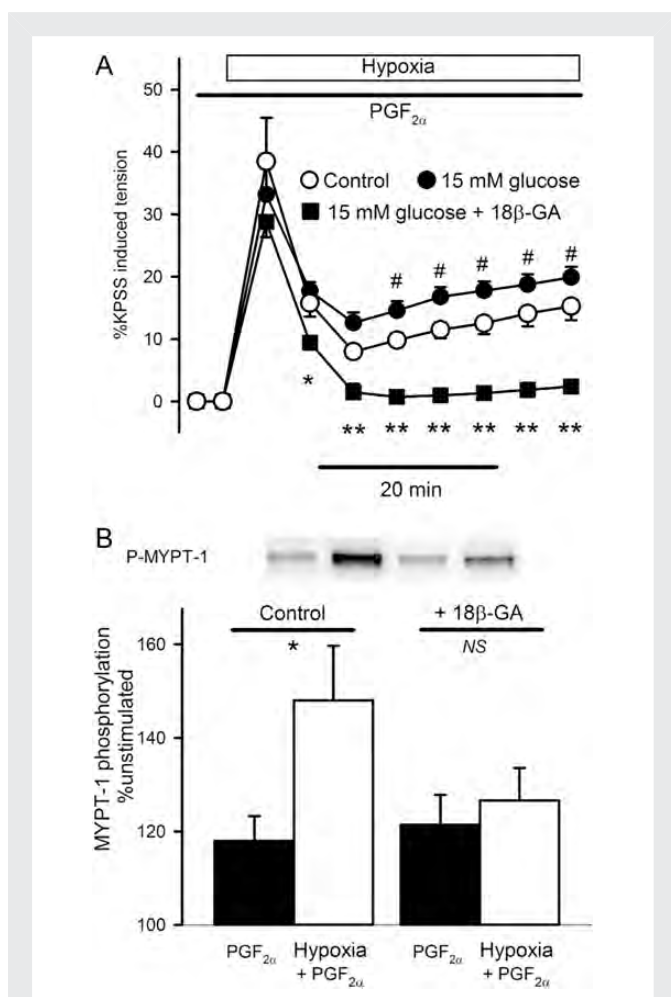 A
Hypoxia
PGF2α
50
40
30
20
10
0
%KPSS induced tension
Control
15 mM glucose
15 mM glucose + 18β-GA
# # # # #
*
** ** ** ** ** **
20 min
B
P-MYPT-1
Control
+ 18β-GA
*
NS
160
140
120
100
MYPT-1 phosphorylation
%unstimulated
PGF2α Hypoxia PGF2α Hypoxia
+ PGF2α + PGF2α